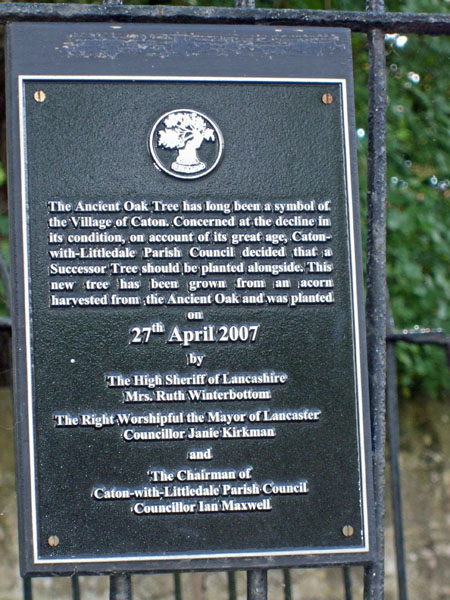 The Ancient Oak Tree has long been a symbol of
the Village of Caton. Concerned at the decline in
its condition, on account of its great age, Caton-
with-Littledale Parish Council decided that a
Successor Tree should be planted alongside. This
new tree has been grown from an acorn
harvested from the Ancient Oak and was planted
on
27th April 2007
by
The High Sheriff of Lancashire
Mrs. Ruth Winterbottom
The Right Worshipful the Mayor of Lancaster
Councillor Janie Kirkman
and
The Chairman of
Caton-with-Littledale Parish Council
Councillor Ian Maxwell